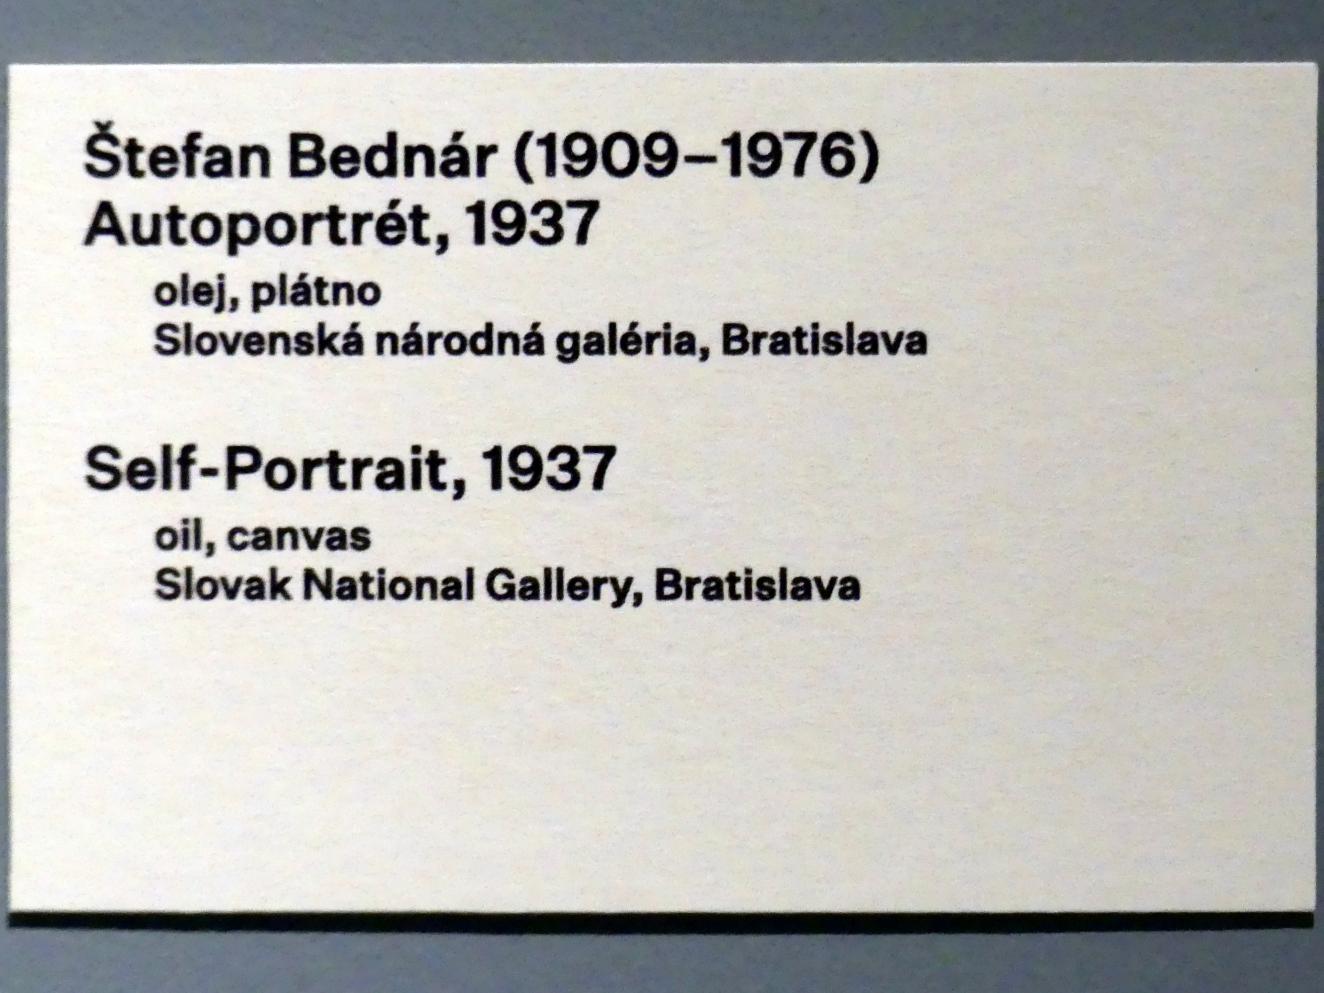 Štefan Bednár (1909–1976)
Autoportrét, 1937
olej, plátno
Slovenská národná galéria, Bratislava
Self-Portrait, 1937
oil, canvas
Slovak National Gallery, Bratislava